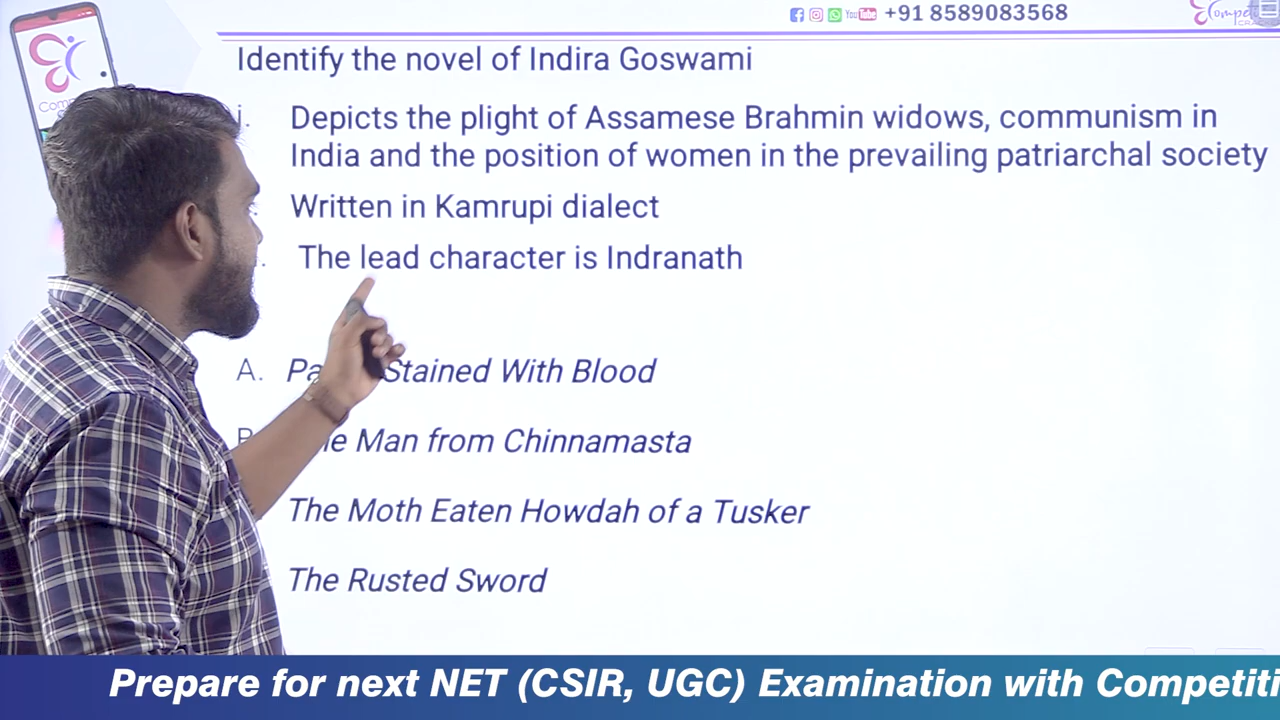 +91 8589083568
Identify the novel of Indira Goswami
i. Depicts the plight of Assamese Brahmin widows, communism in
India and the position of women in the prevailing patriarchal society
Written in Kamrupi dialect
The lead character is Indranath
A. Stained With Blood
Man from Chinnamasta
The Moth Eaten Howdah of a Tusker
The Rusted Sword
Prepare for next NET (CSIR, UGC) Examination with